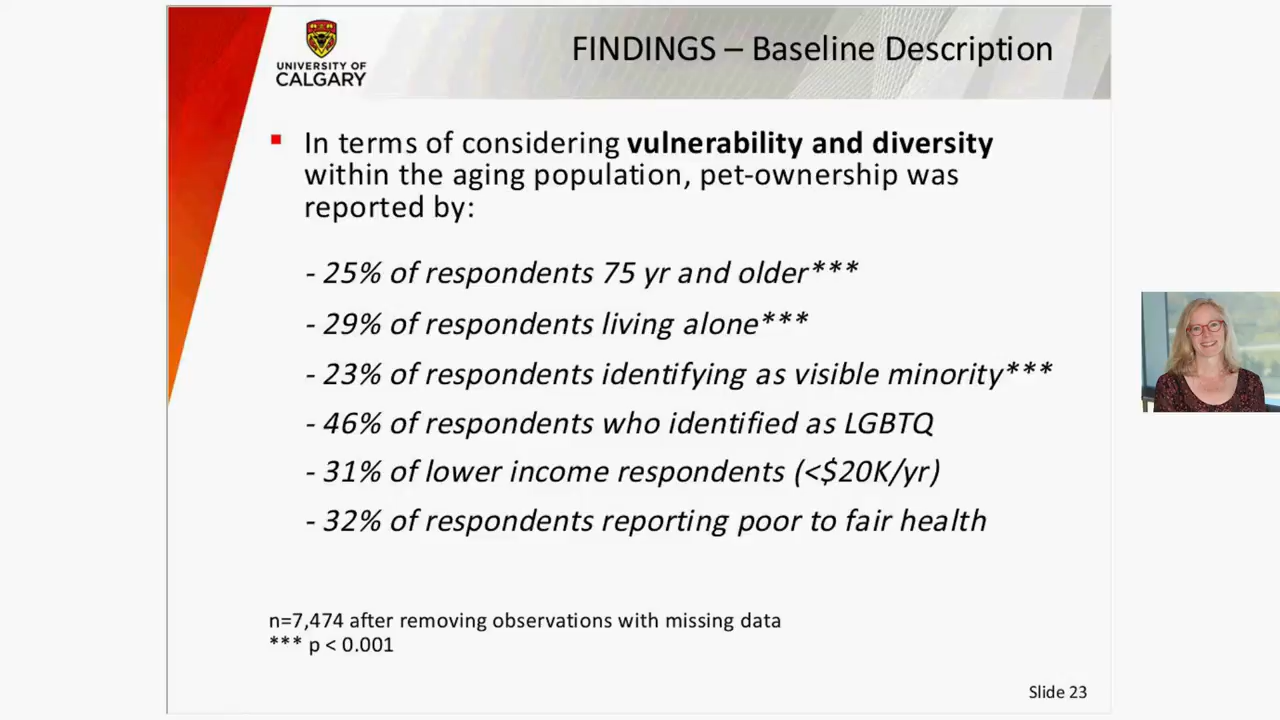 UNIVERSITY OF
CALGARY
FINDINGS – Baseline Description
In terms of considering vulnerability and diversity
within the aging population, pet-ownership was
reported by:
- 25% of respondents 75 yr and older***
- 29% of respondents living alone***
- 23% of respondents identifying as visible minority***
- 46% of respondents who identified as LGBTQ
- 31% of lower income respondents (<$20K/yr)
- 32% of respondents reporting poor to fair health
n=7,474 after removing observations with missing data
*** p < 0.001
Slide 23